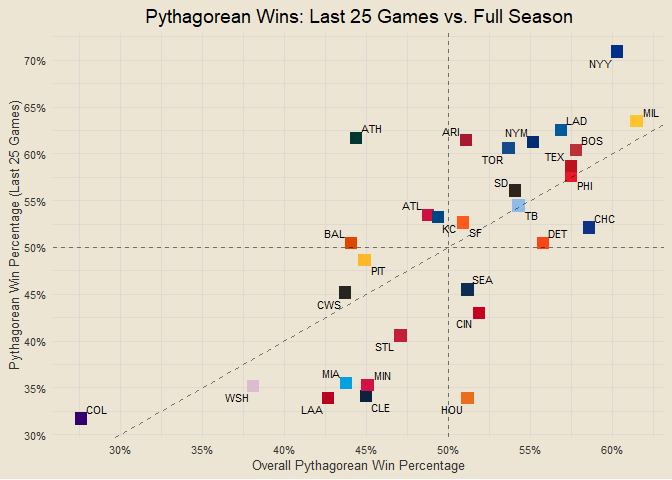 Pythagorean Wins: Last 25 Games vs. Full Season
Pythagorean Win Percentage (Last 25 Games)
70%
65%
60%
55%
50%
45%
40%
35%
30%
NYY
MIL
LAD
ATH
ARI
NYM
BOS
TOR
TEX
SD
PHI
ATL
TB
CHC
KC
SF
BAL
DET
PIT
SEA
CWS
CIN
STL
MIA
MIN
WSH
LAA
CLE
HOU
COL
30%
35%
40%
45%
50%
55%
60%
Overall Pythagorean Win Percentage